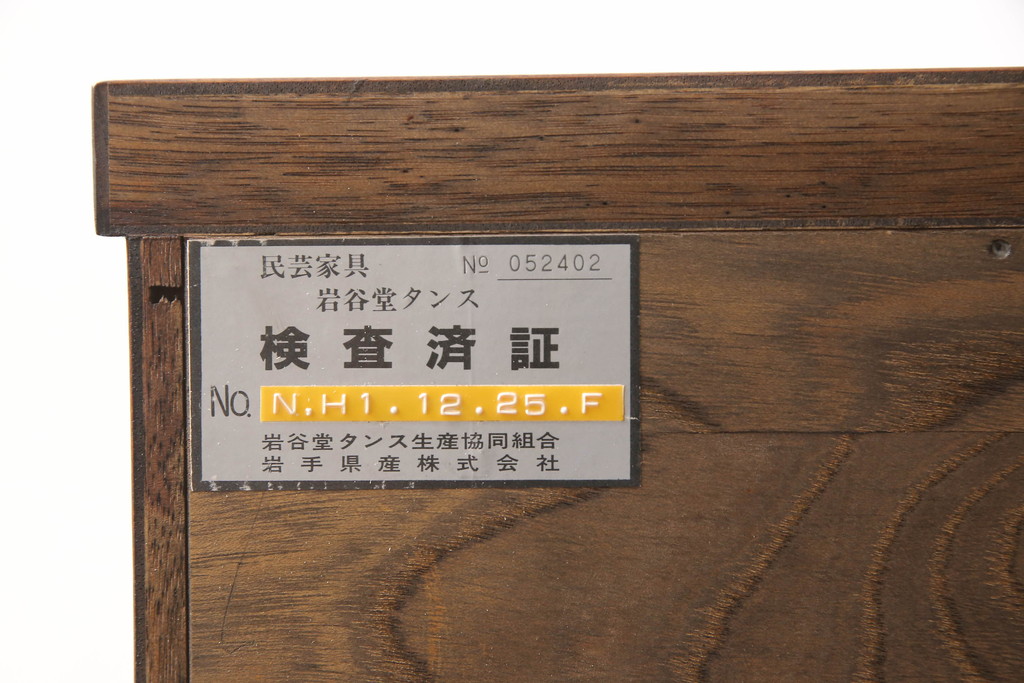 民芸家具 № 052402
岩谷堂タンス
検査済証
No. N.H1.12.25.F
岩谷堂タンス生産協同組合
岩手県産株式会社